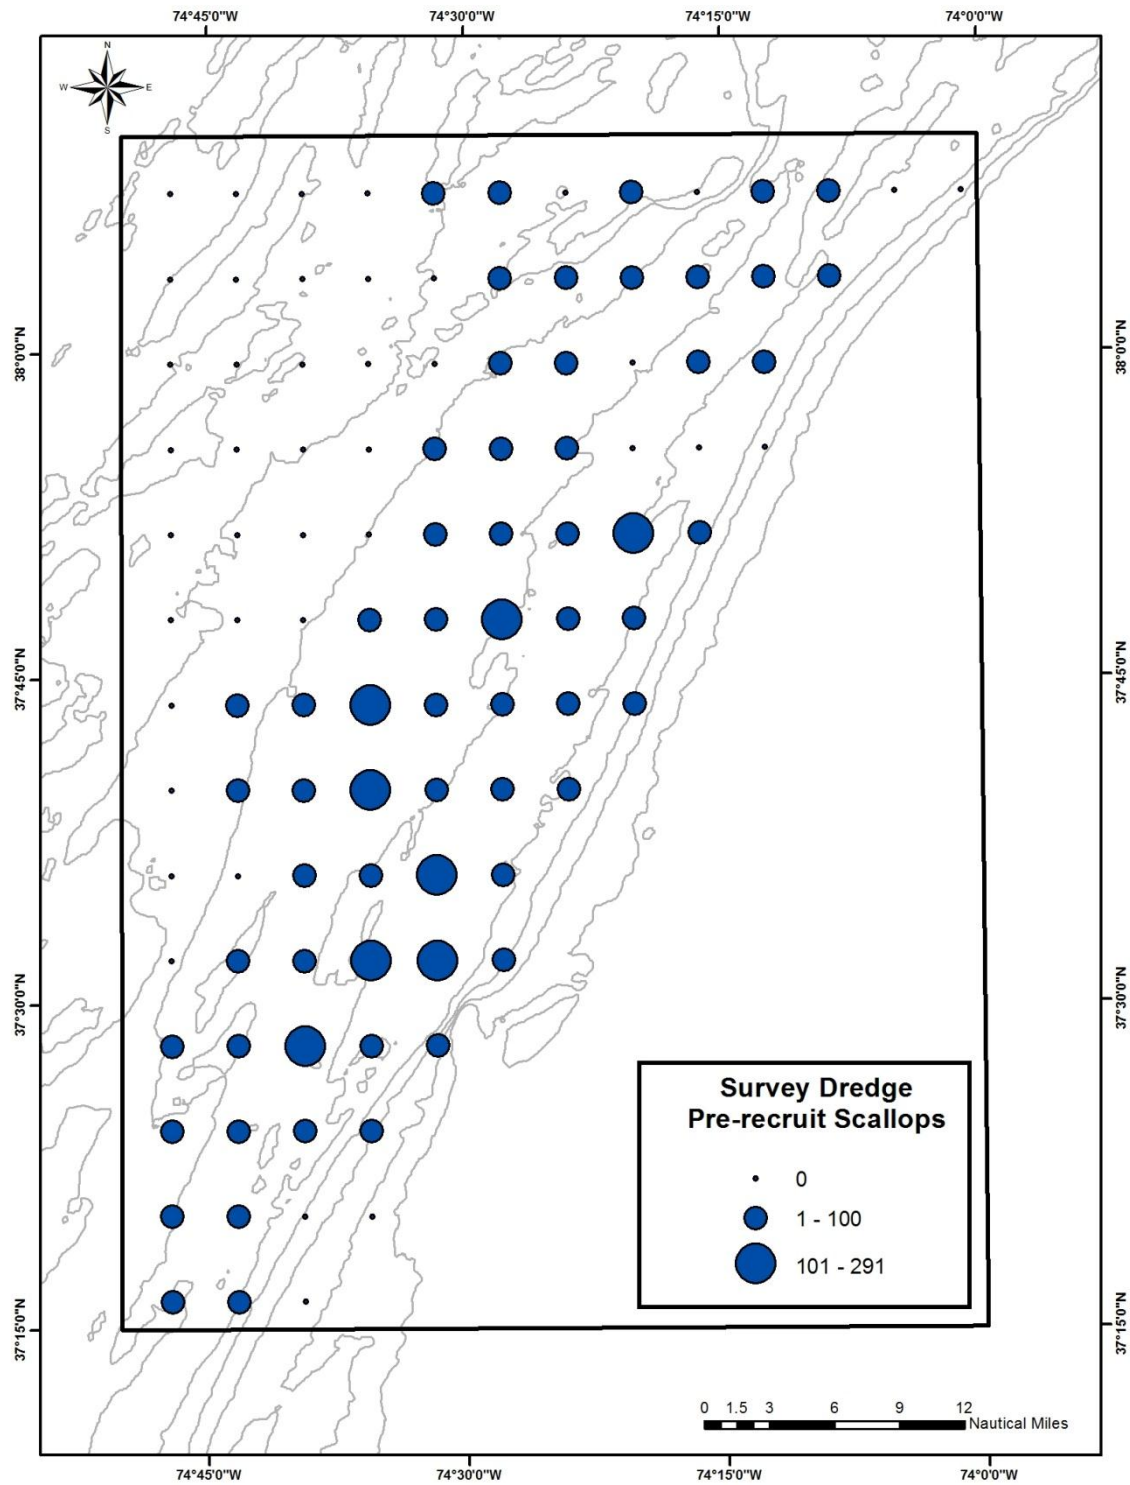 74°45'0"W 74°30'0"W 74°15'0"W 74°0'0"W
N
W E
S
38°0'0"N 38°0'0"N
37°45'0"N 37°45'0"N
37°30'0"N 37°30'0"N
Survey Dredge
Pre-recruit Scallops
0
1 - 100
101 - 291
37°15'0"N 37°15'0"N
0 1.5 3 6 9 12
Nautical Miles
74°45'0"W 74°30'0"W 74°15'0"W 74°0'0"W